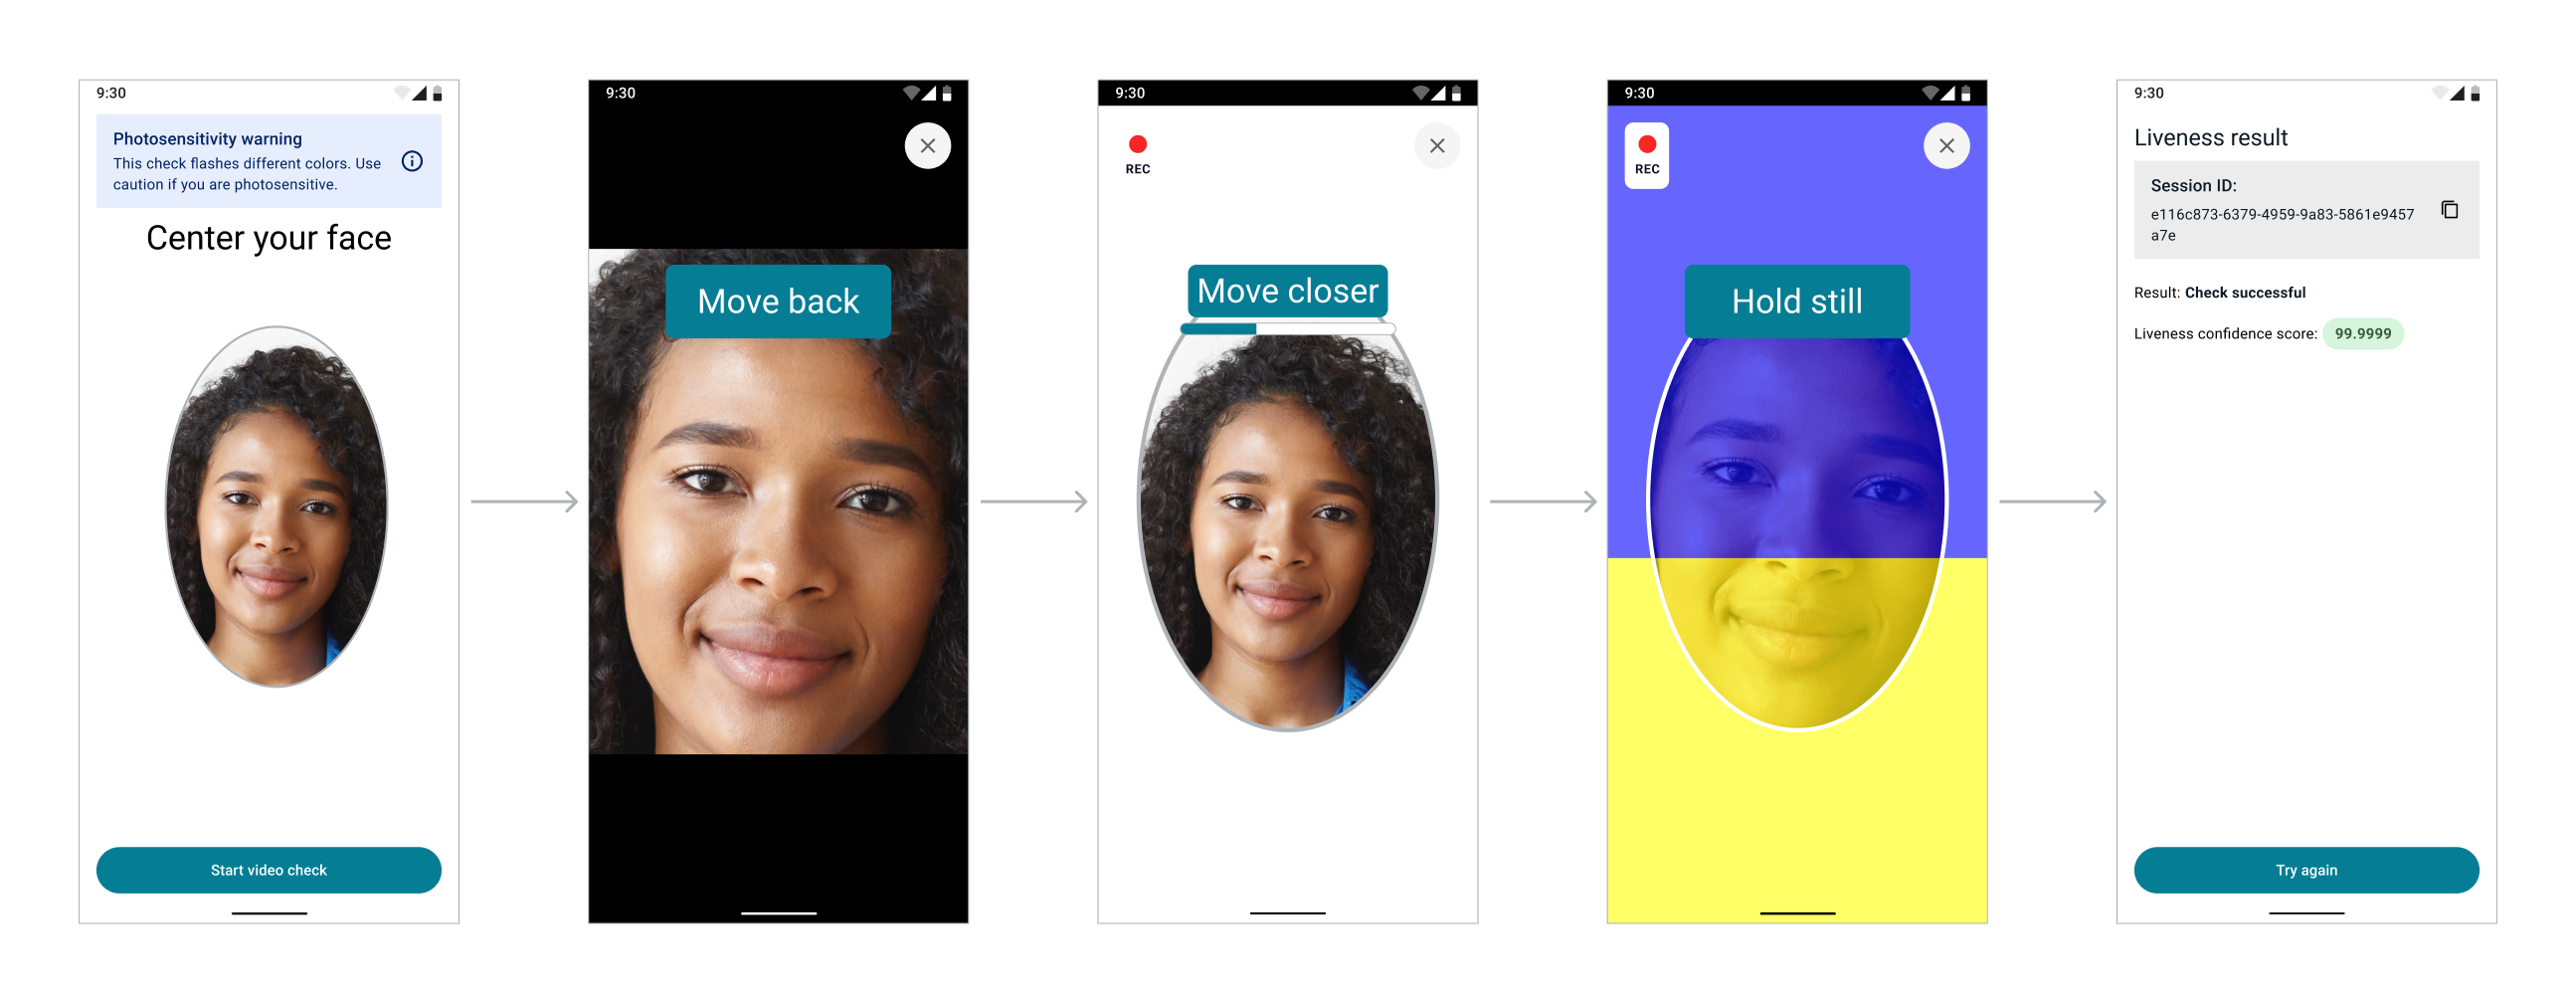 9:30
Photosensitivity warning
This check flashes different colors. Use
caution if you are photosensitive.
Center your face
Start video check
9:30
Move back
9:30
REC
Move closer
9:30
REC
Hold still
9:30
Liveness result
Session ID:
e116c873-6379-4959-9a83-5861e9457
a7e
Result: Check successful
Liveness confidence score: 99.9999
Try again